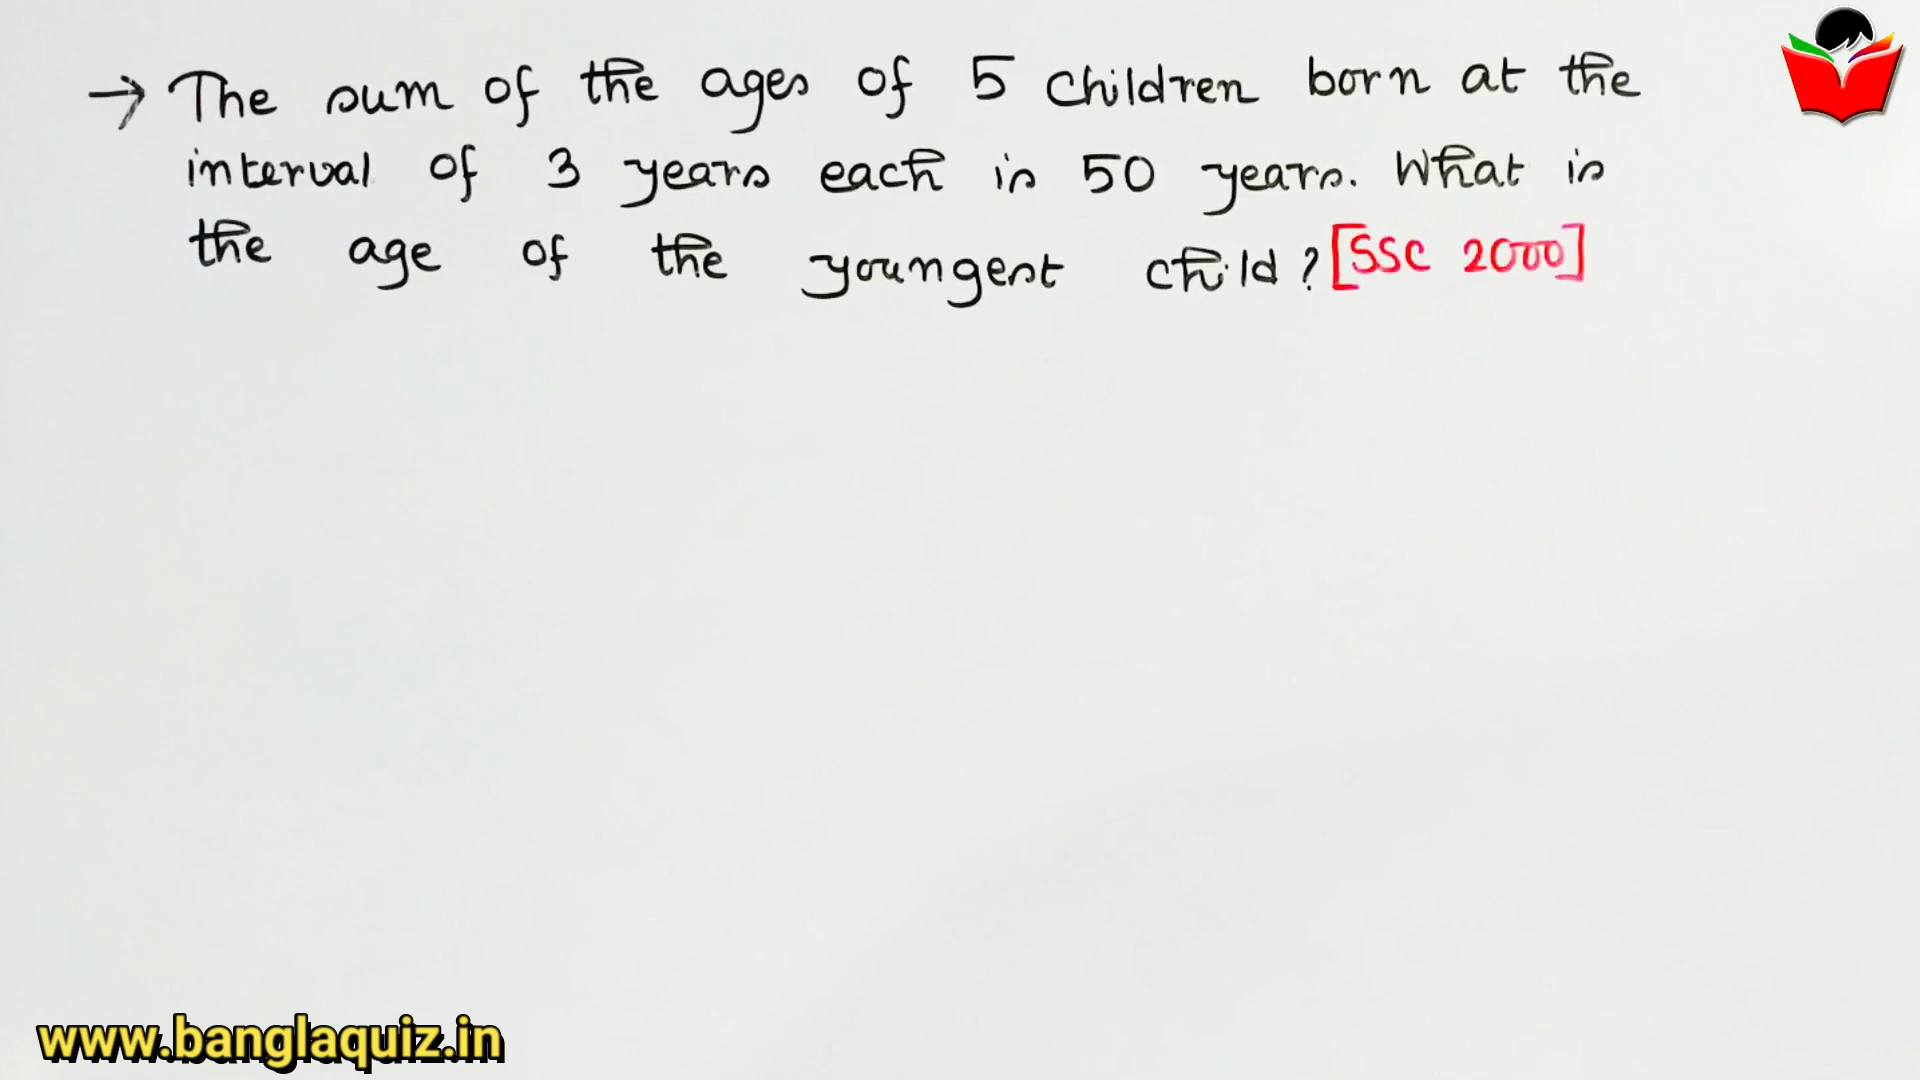 → The sum of the ages of 5 children born at the
interval of 3 years each is 50 years. What is
the age of the youngest child? [SSC 2000]
www.banglaquiz.in